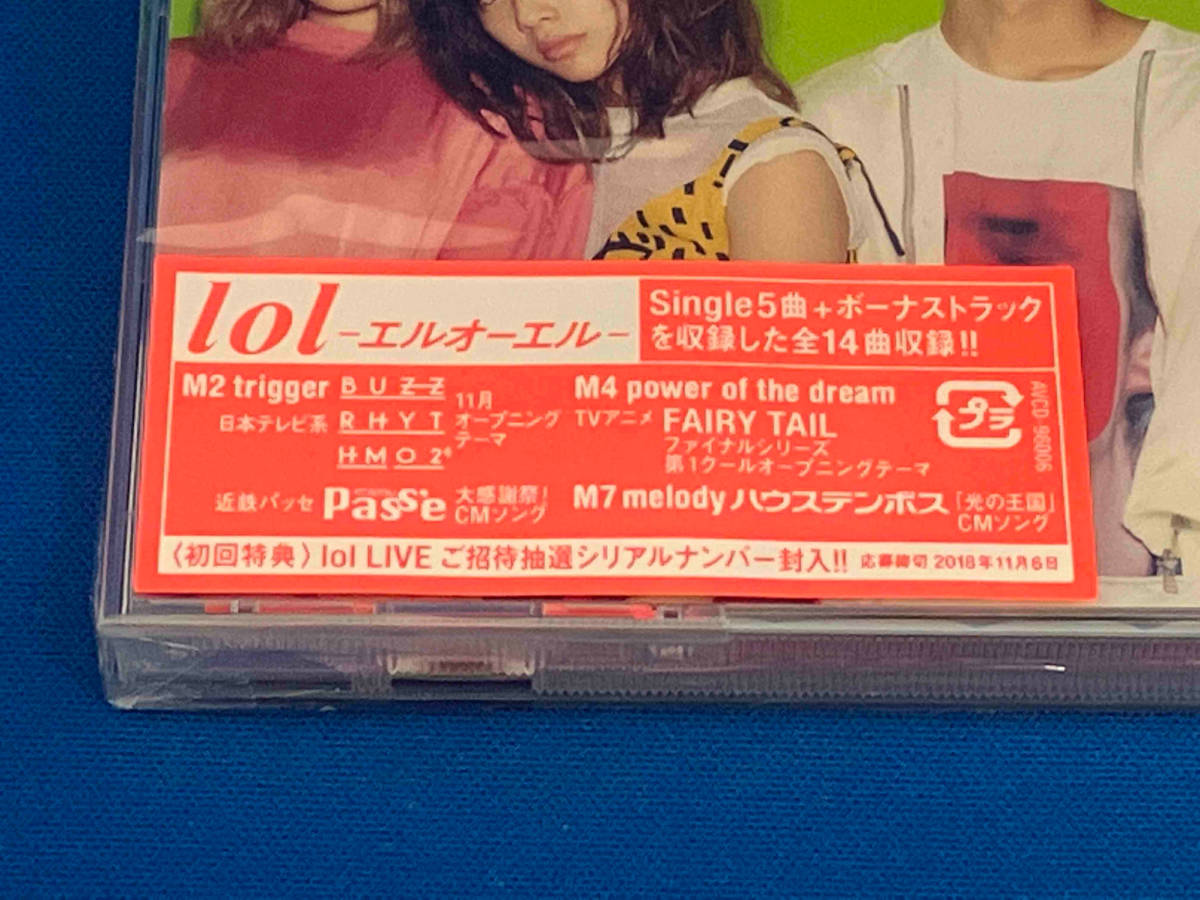 lol -エルオーエル-
Single5曲+ボーナストラック
を収録した全14曲収録!!
M2 trigger
日本テレビ系
BUZZ
RHYT
HMO2
11月
オープニング
テーマ
近鉄パッセ Passe 大感謝祭!
CMソング
M4 power of the dream
TVアニメ FAIRY TAIL
ファイナルシリーズ
第1クールオープニングテーマ
M7 melody ハウステンボス 「光の王国」
CMソング
プラ
AVCD 96006
〈初回特典〉lol LIVE ご招待抽選シリアルナンバー封入!! 応募締切 2018年11月6日